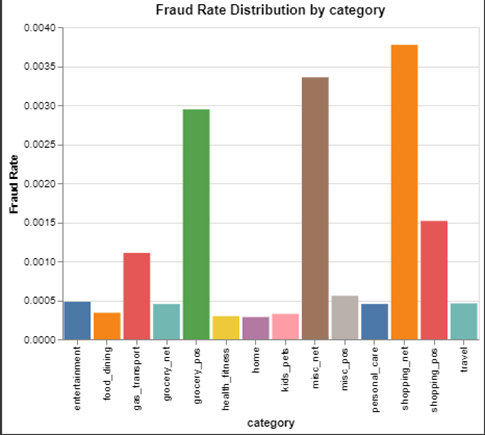 Fraud Rate Distribution by category
Fraud Rate
0.0040
0.0035
0.0030
0.0025
0.0020
0.0015
0.0010
0.0005
0.0000
entertainment
food_dining
gas_transport
grocery_net
grocery_pos
health_fitness
home
kids_pets
misc_net
misc_pos
personal_care
shopping_net
shopping_pos
travel
category